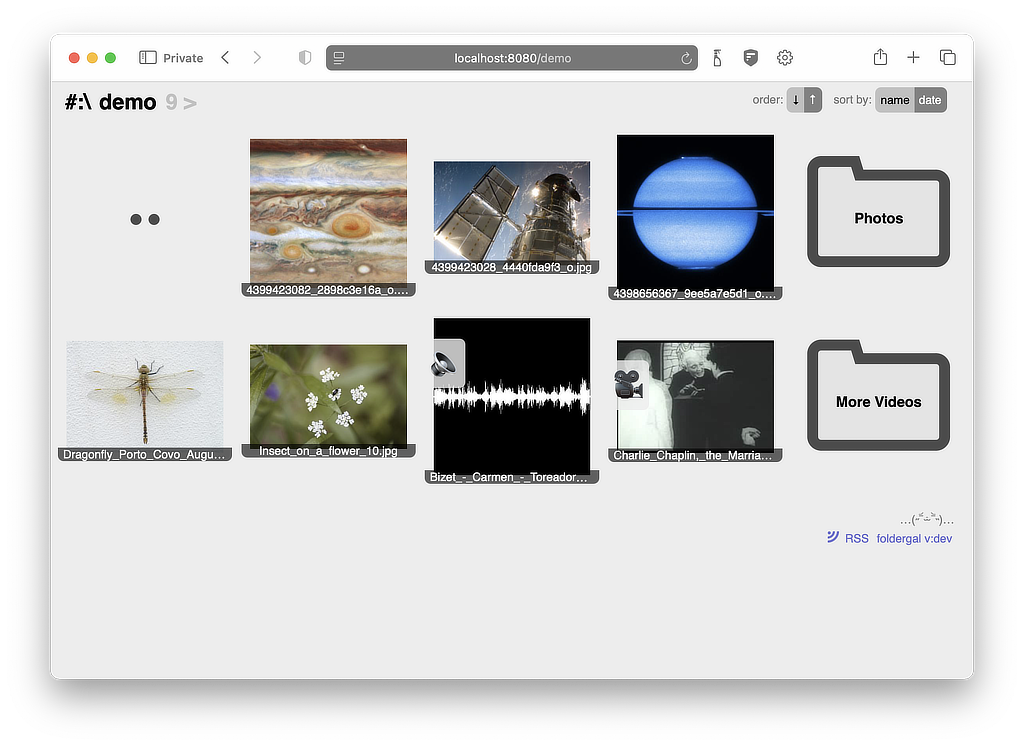 Private
localhost:8080/demo
#:\ demo 9 >
order: ↓ ↑ sort by: name date
4399423082_2898c3e16a_o....
4399423028_4440fda9f3_o.jpg
4398656367_9ee5a7e5d1_o....
Photos
Dragonfly_Porto_Covo_Augu...
Insect_on_a_flower_10.jpg
Bizet_-_Carmen_-_Toreador...
Charlie_Chaplin,_the_Marria...
More Videos
RSS foldergal v:dev